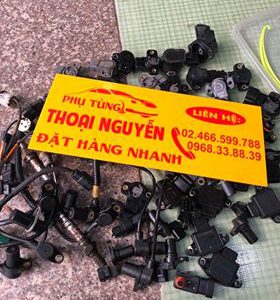 PHỤ TÙNG
THOẠI NGUYỄN
ĐẶT HÀNG NHANH
LIÊN HỆ:
02.466.599.788
0968.33.88.39